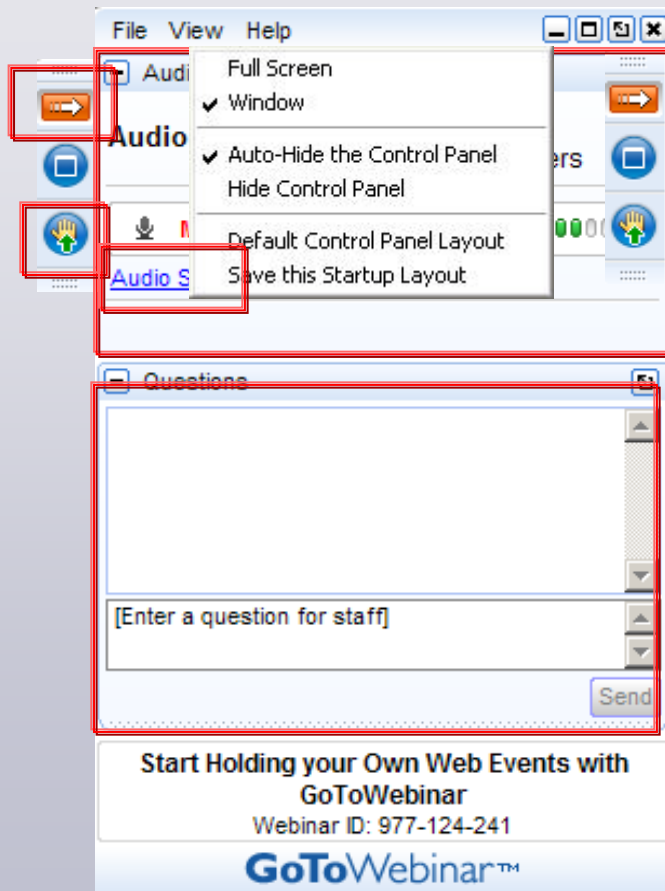 File View Help
Audi
Full Screen
Window
Audio
Auto-Hide the Control Panel
ers
Hide Control Panel
Default Control Panel Layout
Audio S
Save this Startup Layout
Questions
[Enter a question for staff]
Send
Start Holding your Own Web Events with
GoToWebinar
Webinar ID: 977-124-241
GoToWebinar™